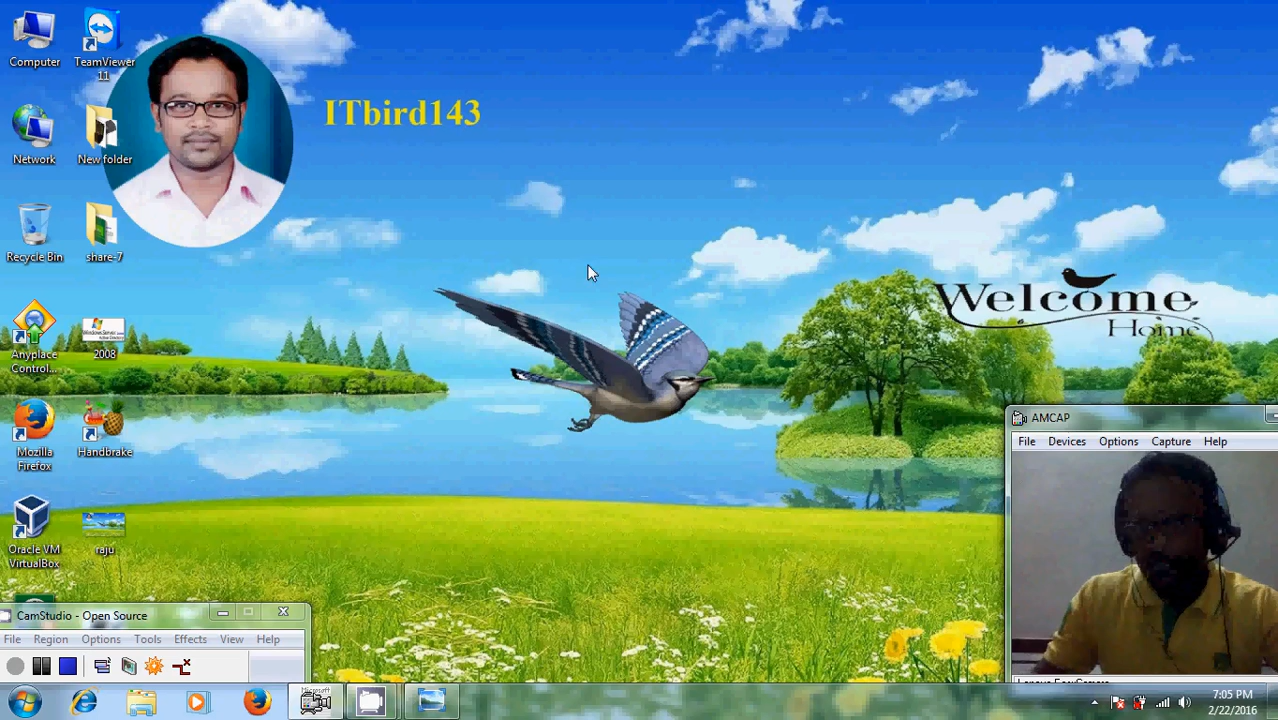 Computer
TeamViewer
11
ITbird143
Network
New folder
Recycle Bin
share-7
Welcome
Home
Anyplace
Control...
2008
Mozilla
Firefox
Handbrake
AMCAP
File Devices Options Capture Help
Oracle VM
VirtualBox
raju
CamStudio - Open Source
File Region Options Tools Effects View Help
Microsoft
7:05 PM
2/22/2016